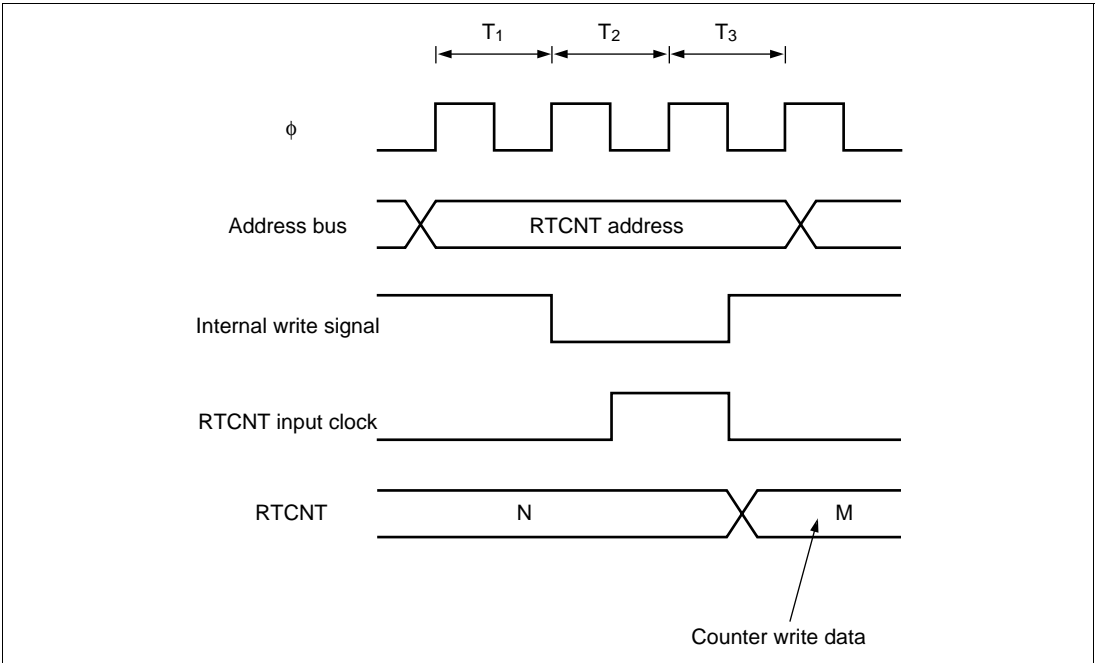 T1 T2 T3
ϕ
Address bus RTCNT address
Internal write signal
RTCNT input clock
RTCNT N M
Counter write data